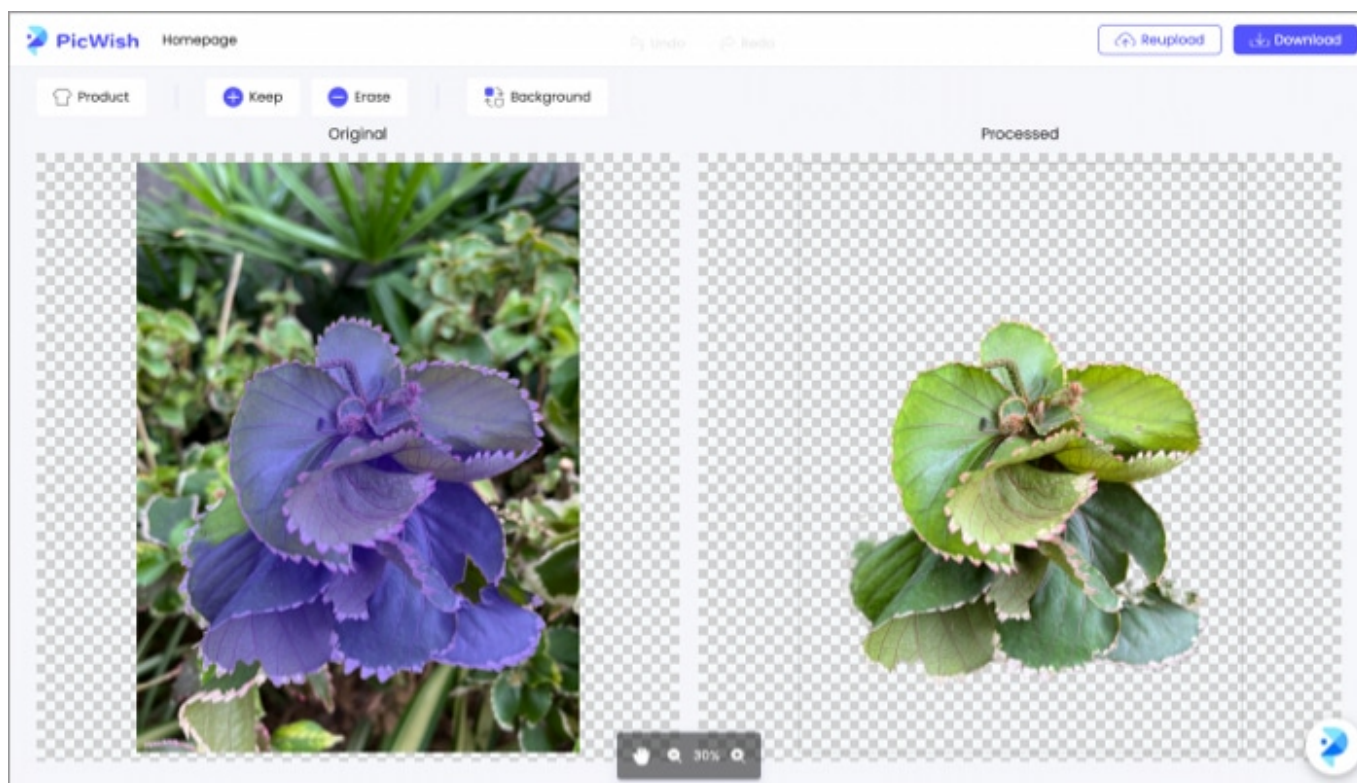 PicWish Homepage Undo Redo Reupload Download
Product Keep Erase Background
Original Processed
30%